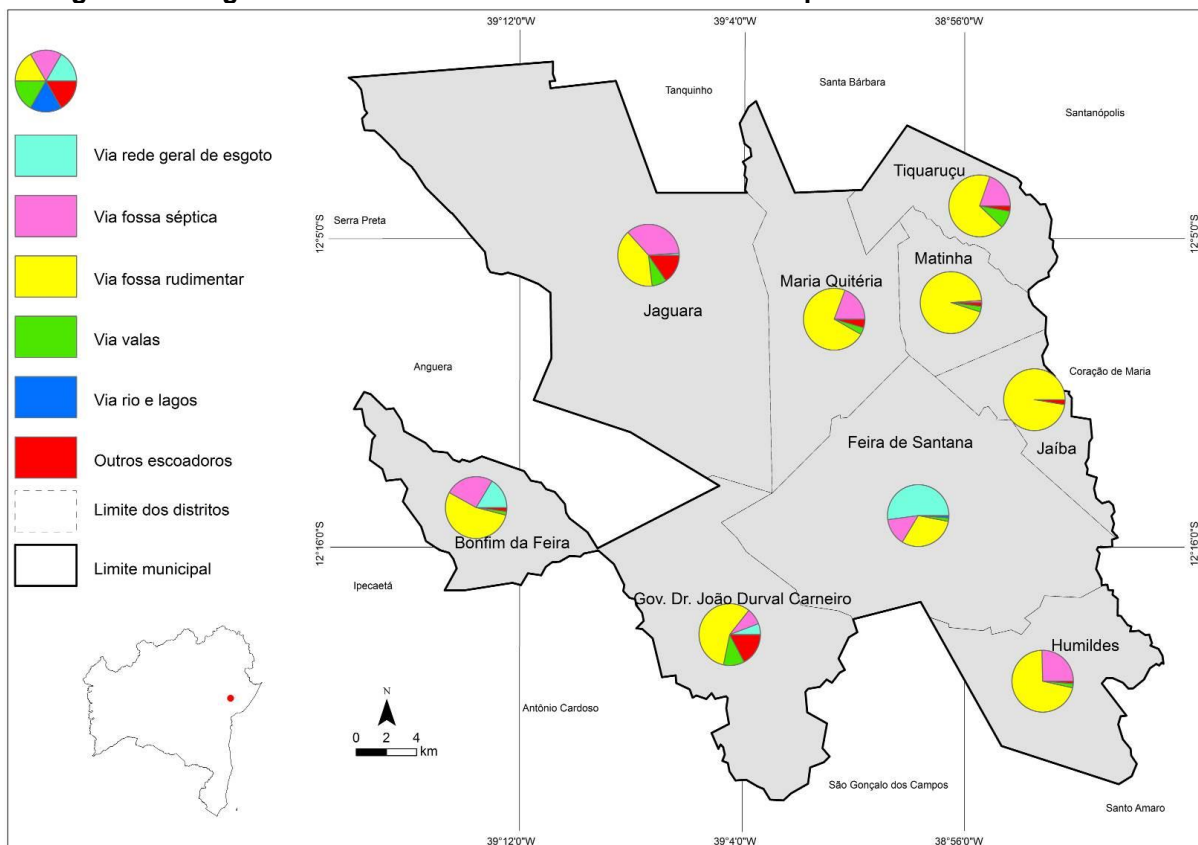 39°12'0"W
39°4'0"W
38°56'0"W
Via rede geral de esgoto
Via fossa séptica
Via fossa rudimentar
Via valas
Via rio e lagos
Outros escoadores
Limite dos distritos
Limite municipal
Tanquinho
Santa Bárbara
Santanópolis
Tiquaruçu
Serra Preta
12°5'0"S
12°5'0"S
Matinha
Maria Quitéria
Jaguara
Anguera
Coração de Maria
Feira de Santana
Jaíba
Bonfim da Feira
12°16'0"S
12°16'0"S
Ipecaetá
Gov. Dr. João Durval Carneiro
Humildes
N
Antônio Cardoso
0 2 4
km
São Gonçalo dos Campos
Santo Amaro
39°12'0"W
39°4'0"W
38°56'0"W